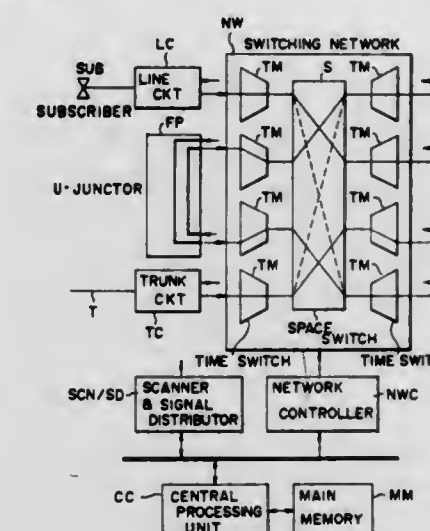 NW
LC
SWITCHING NETWORK
SUB
LINE
CKT
TM
S
TM
SUBSCRIBER
FP
TM
TM
U-JUNCTOR
TM
TM
TRUNK
CKT
TM
TM
T
TC
SPACE
SWITCH
TIME SWITCH
TIME SWIT
SCN/SD
SCANNER
& SIGNAL
DISTRIBUTOR
NETWORK
CONTROLLER
NWC
CC
CENTRAL
PROCESSING
UNIT
MAIN
MEMORY
MM